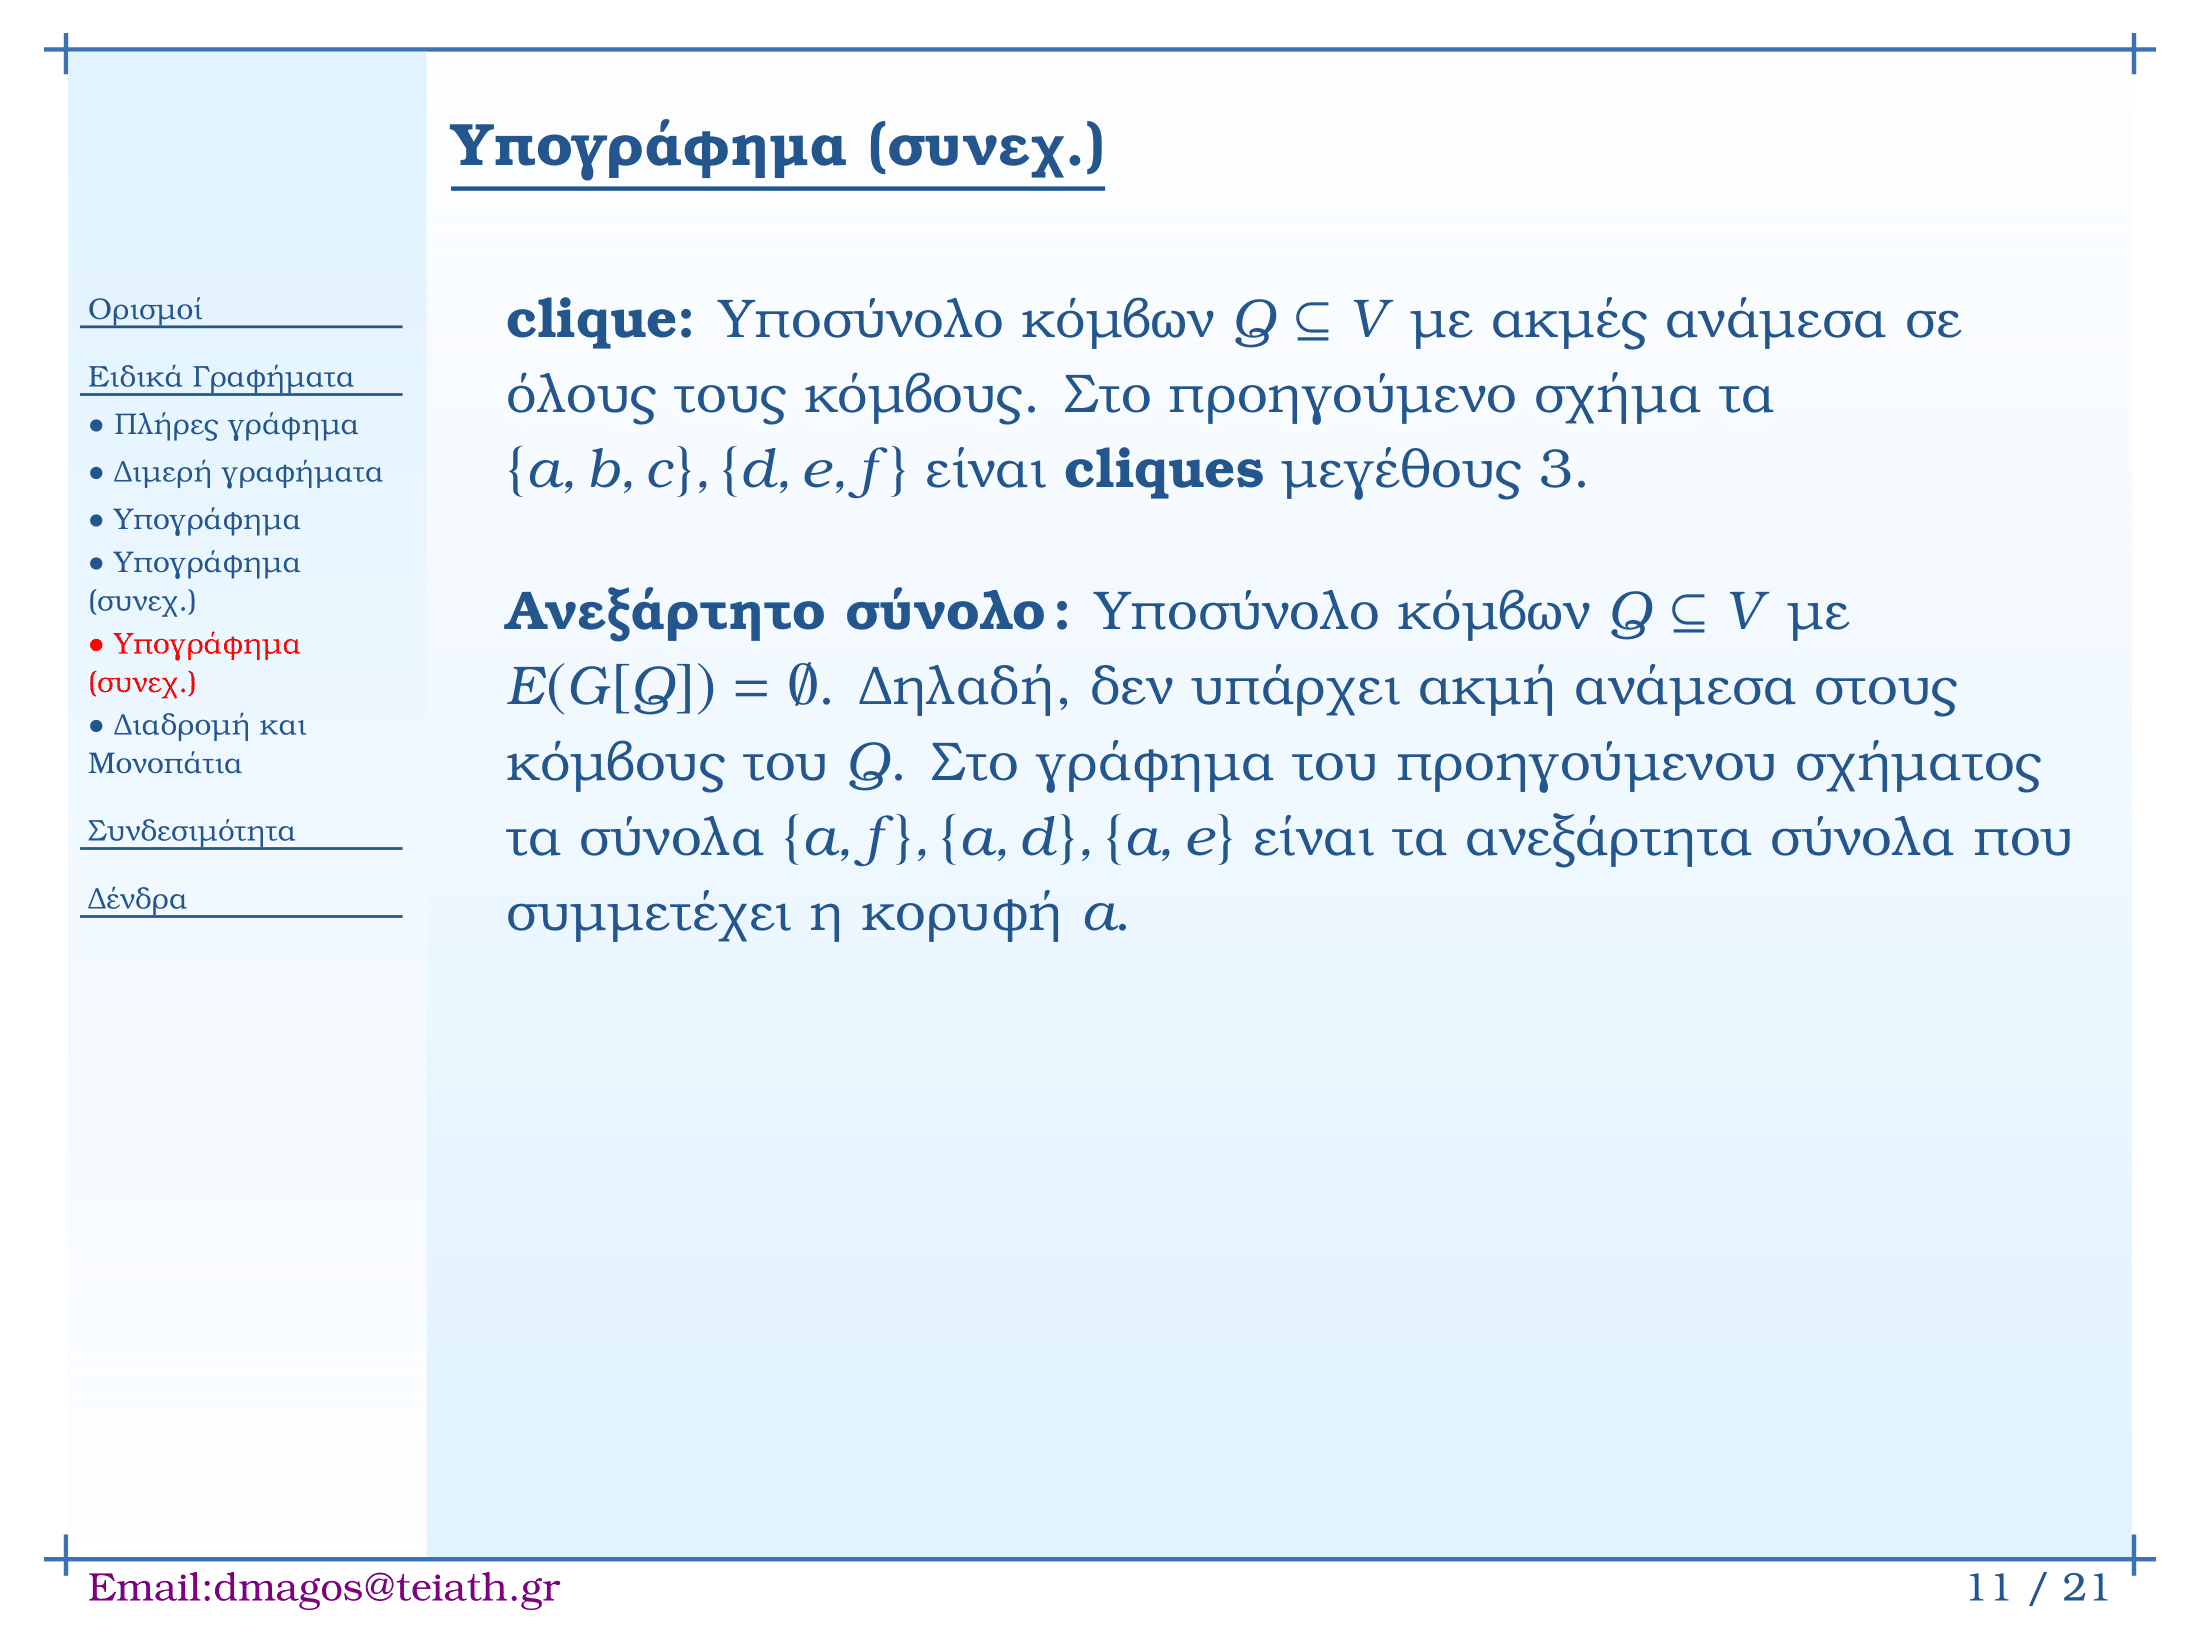 Υπογράφημα (συνεχ.)
Ορισμοί
Ειδικά Γραφήματα
● Πλήρες γράφημα
● Διμερή γραφήματα
● Υπογράφημα
● Υπογράφημα
(συνεχ.)
● Υπογράφημα
(συνεχ.)
● Διαδρομή και
Μονοπάτια
Συνδεσιμότητα
Δένδρα
clique: Υποσύνολο κόμβων Q ⊆ V με ακμές ανάμεσα σε
όλους τους κόμβους. Στο προηγούμενο σχήμα τα
{a, b, c}, {d, e, f} είναι cliques μεγέθους 3.
Ανεξάρτητο σύνολο: Υποσύνολο κόμβων Q ⊆ V με
E(G[Q]) = ∅. Δηλαδή, δεν υπάρχει ακμή ανάμεσα στους
κόμβους του Q. Στο γράφημα του προηγούμενου σχήματος
τα σύνολα {a, f}, {a, d}, {a, e} είναι τα ανεξάρτητα σύνολα που
συμμετέχει η κορυφή a.
Email:dmagos@teiath.gr
11 / 21